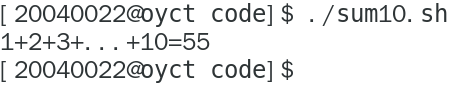 [ 20040022@oyct code]$ ./sum10.sh
1+2+3+...+10=55
[ 20040022@oyct code]$